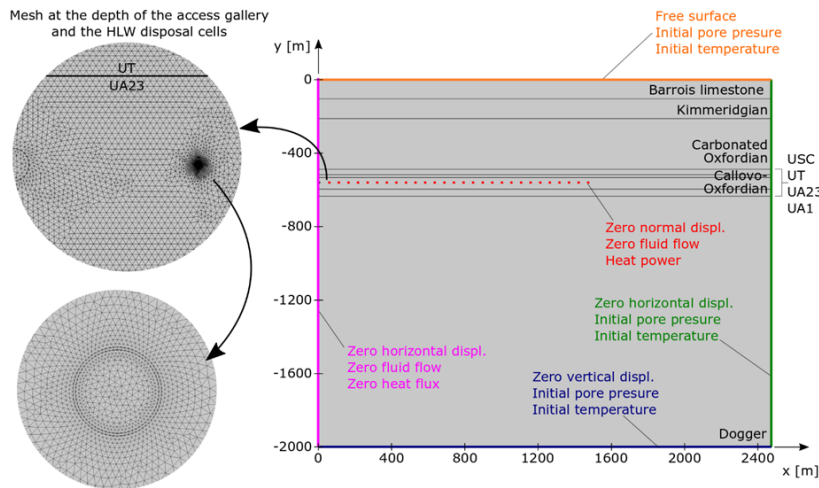 Mesh at the depth of the access gallery
and the HLW disposal cells
UT
UA23
y [m]
Free surface
Initial pore presure
Initial temperature
0
-400
-800
-1200
-1600
-2000
Barrois limestone
Kimmeridgian
Carbonated
Oxfordian
Callovo-
Oxfordian
USC
UT
UA23
UA1
Zero normal displ.
Zero fluid flow
Heat power
Zero horizontal displ.
Initial pore presure
Initial temperature
Zero horizontal displ.
Zero fluid flow
Zero heat flux
Zero vertical displ.
Initial pore presure
Initial temperature
Dogger
0
400
800
1200
1600
2000
2400
x [m]